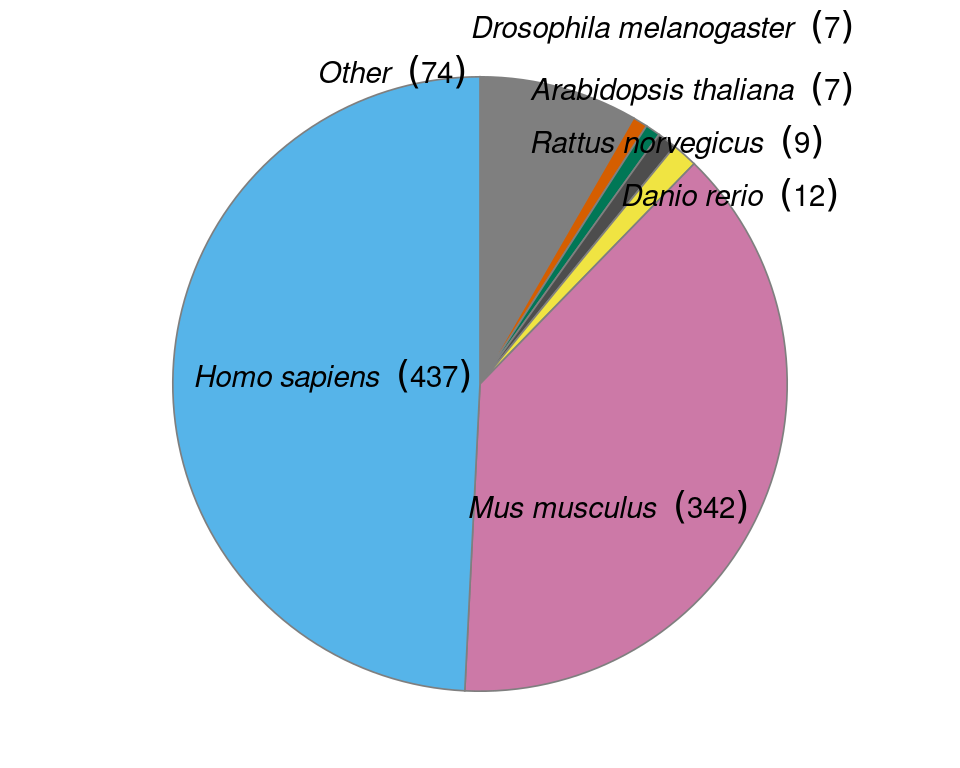 Drosophila melanogaster (7)
Other (74)
Arabidopsis thaliana (7)
Rattus norvegicus (9)
Danio rerio (12)
Homo sapiens (437)
Mus musculus (342)